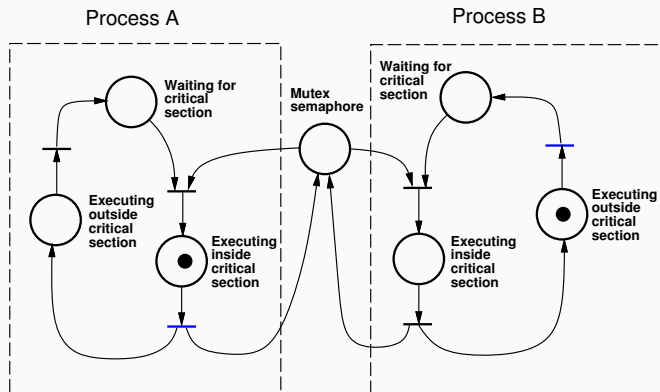 Process A
Process B
Waiting for
critical
section
Mutex
semaphore
Waiting for
critical
section
Executing
outside
critical
section
Executing
inside
critical
section
Executing
inside
critical
section
Executing
outside
critical
section